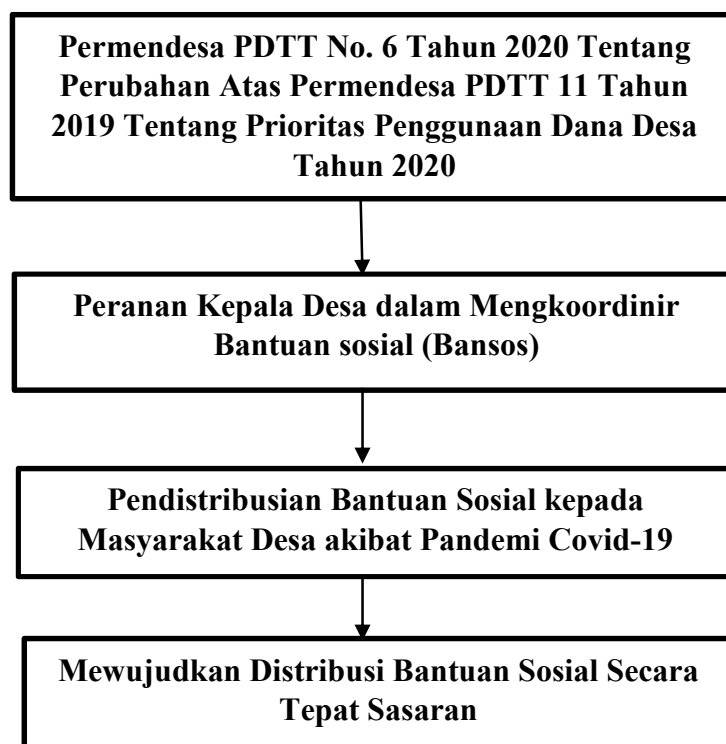 Permendesa PDTT No. 6 Tahun 2020 Tentang
Perubahan Atas Permendesa PDTT 11 Tahun
2019 Tentang Prioritas Penggunaan Dana Desa
Tahun 2020
Peranan Kepala Desa dalam Mengkoordinir
Bantuan sosial (Bansos)
Pendistribusian Bantuan Sosial kepada
Masyarakat Desa akibat Pandemi Covid-19
Mewujudkan Distribusi Bantuan Sosial Secara
Tepat Sasaran